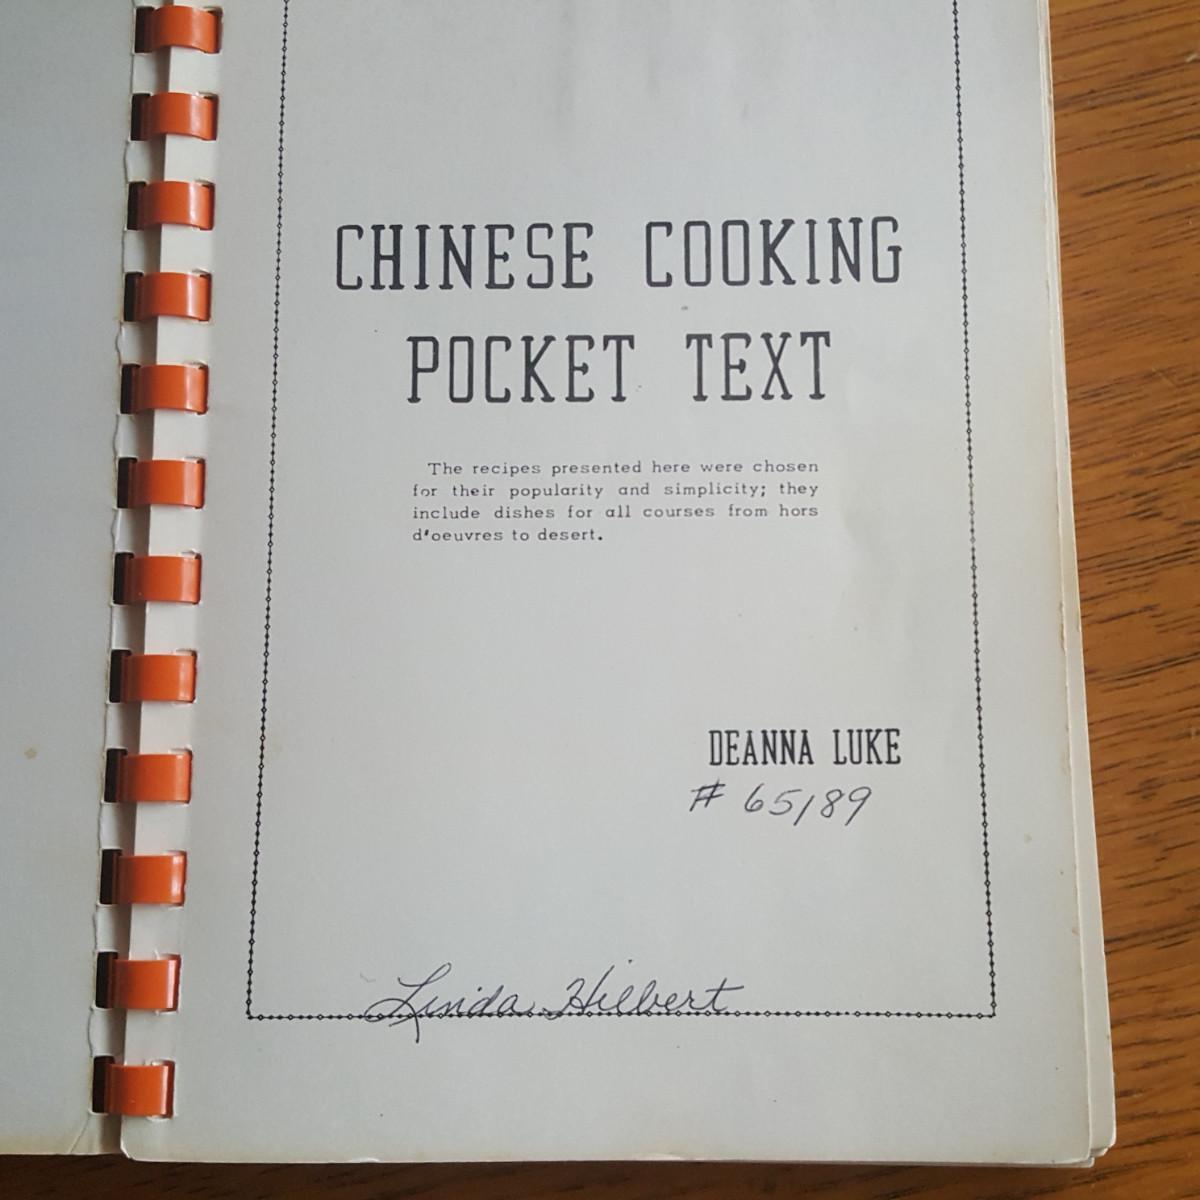 CHINESE COOKING
POCKET TEXT
The recipes presented here were chosen
for their popularity and simplicity; they
include dishes for all courses from hors
d'oeuvres to desert.
DEANNA LUKE
# 65189
Linda Hilbert